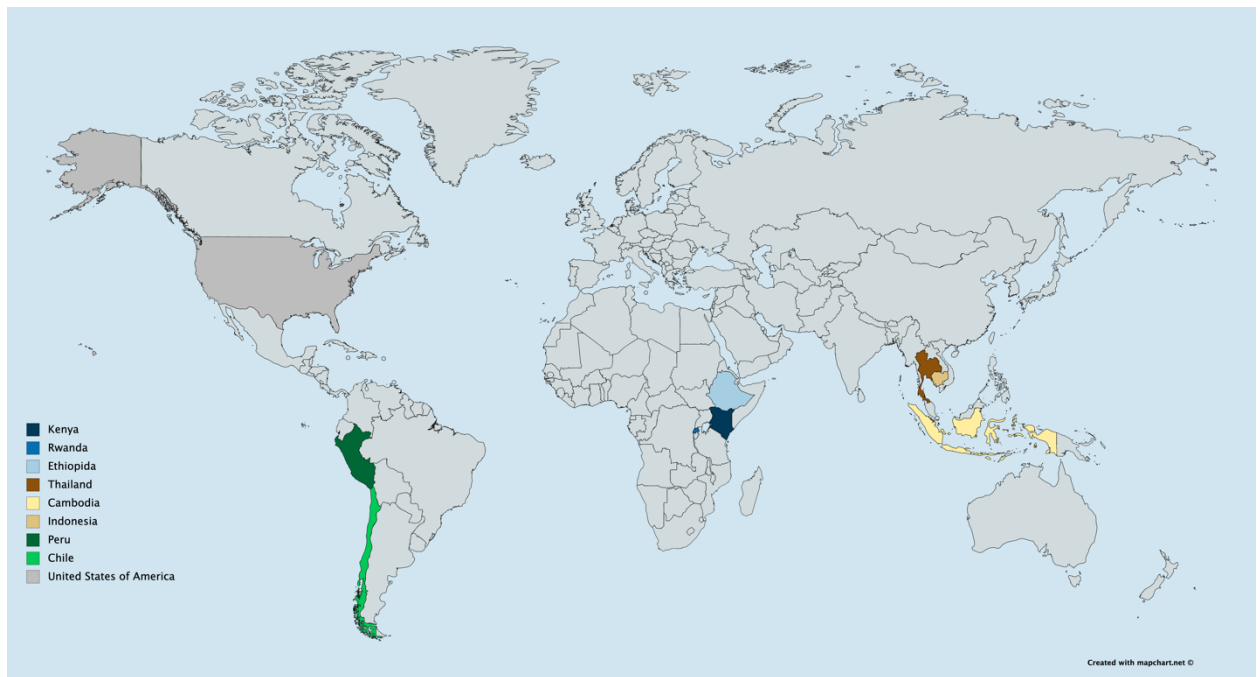 Kenya
Rwanda
Ethiopida
Thailand
Cambodia
Indonesia
Peru
Chile
United States of America
Created with mapchart.net ©